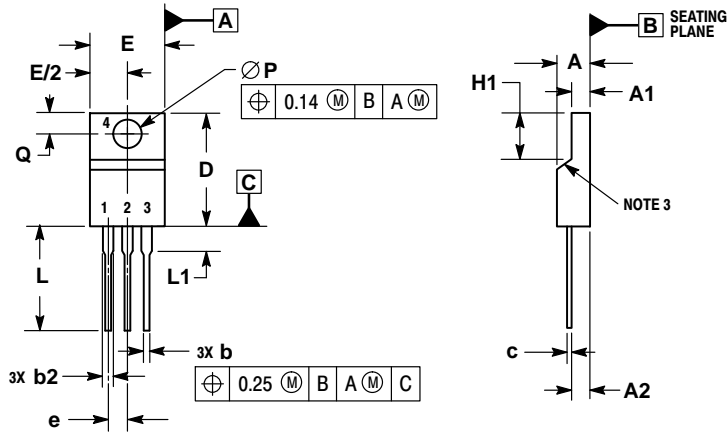 A
B SEATING
PLANE
E
E/2
Ø P
⌖ 0.14 Ⓜ B A Ⓜ
A
H1
A1
4
Q
D
C
NOTE 3
1 2 3
L
L1
3X b
c
3X b2
⌖ 0.25 Ⓜ B A Ⓜ C
A2
e